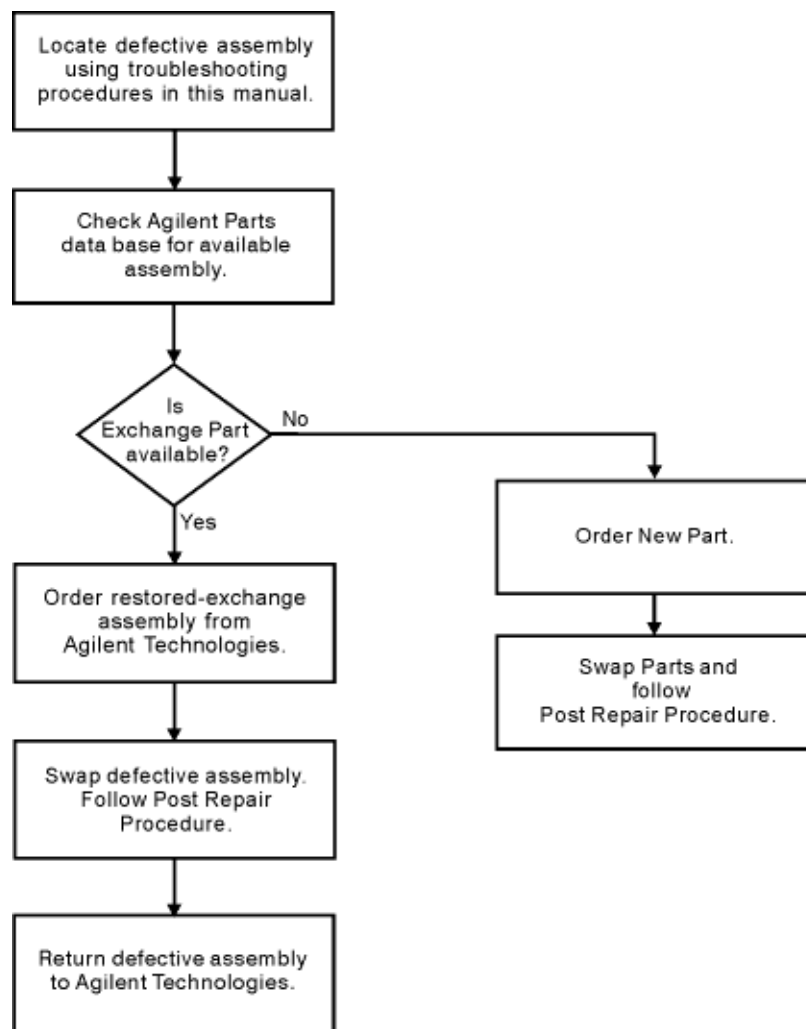 Locate defective assembly
using troubleshooting
procedures in this manual.
Check Agilent Parts
data base for available
assembly.
Is
Exchange Part
available?
No
Yes
Order New Part.
Order restored-exchange
assembly from
Agilent Technologies.
Swap Parts and
follow
Post Repair Procedure.
Swap defective assembly.
Follow Post Repair
Procedure.
Return defective assembly
to Agilent Technologies.